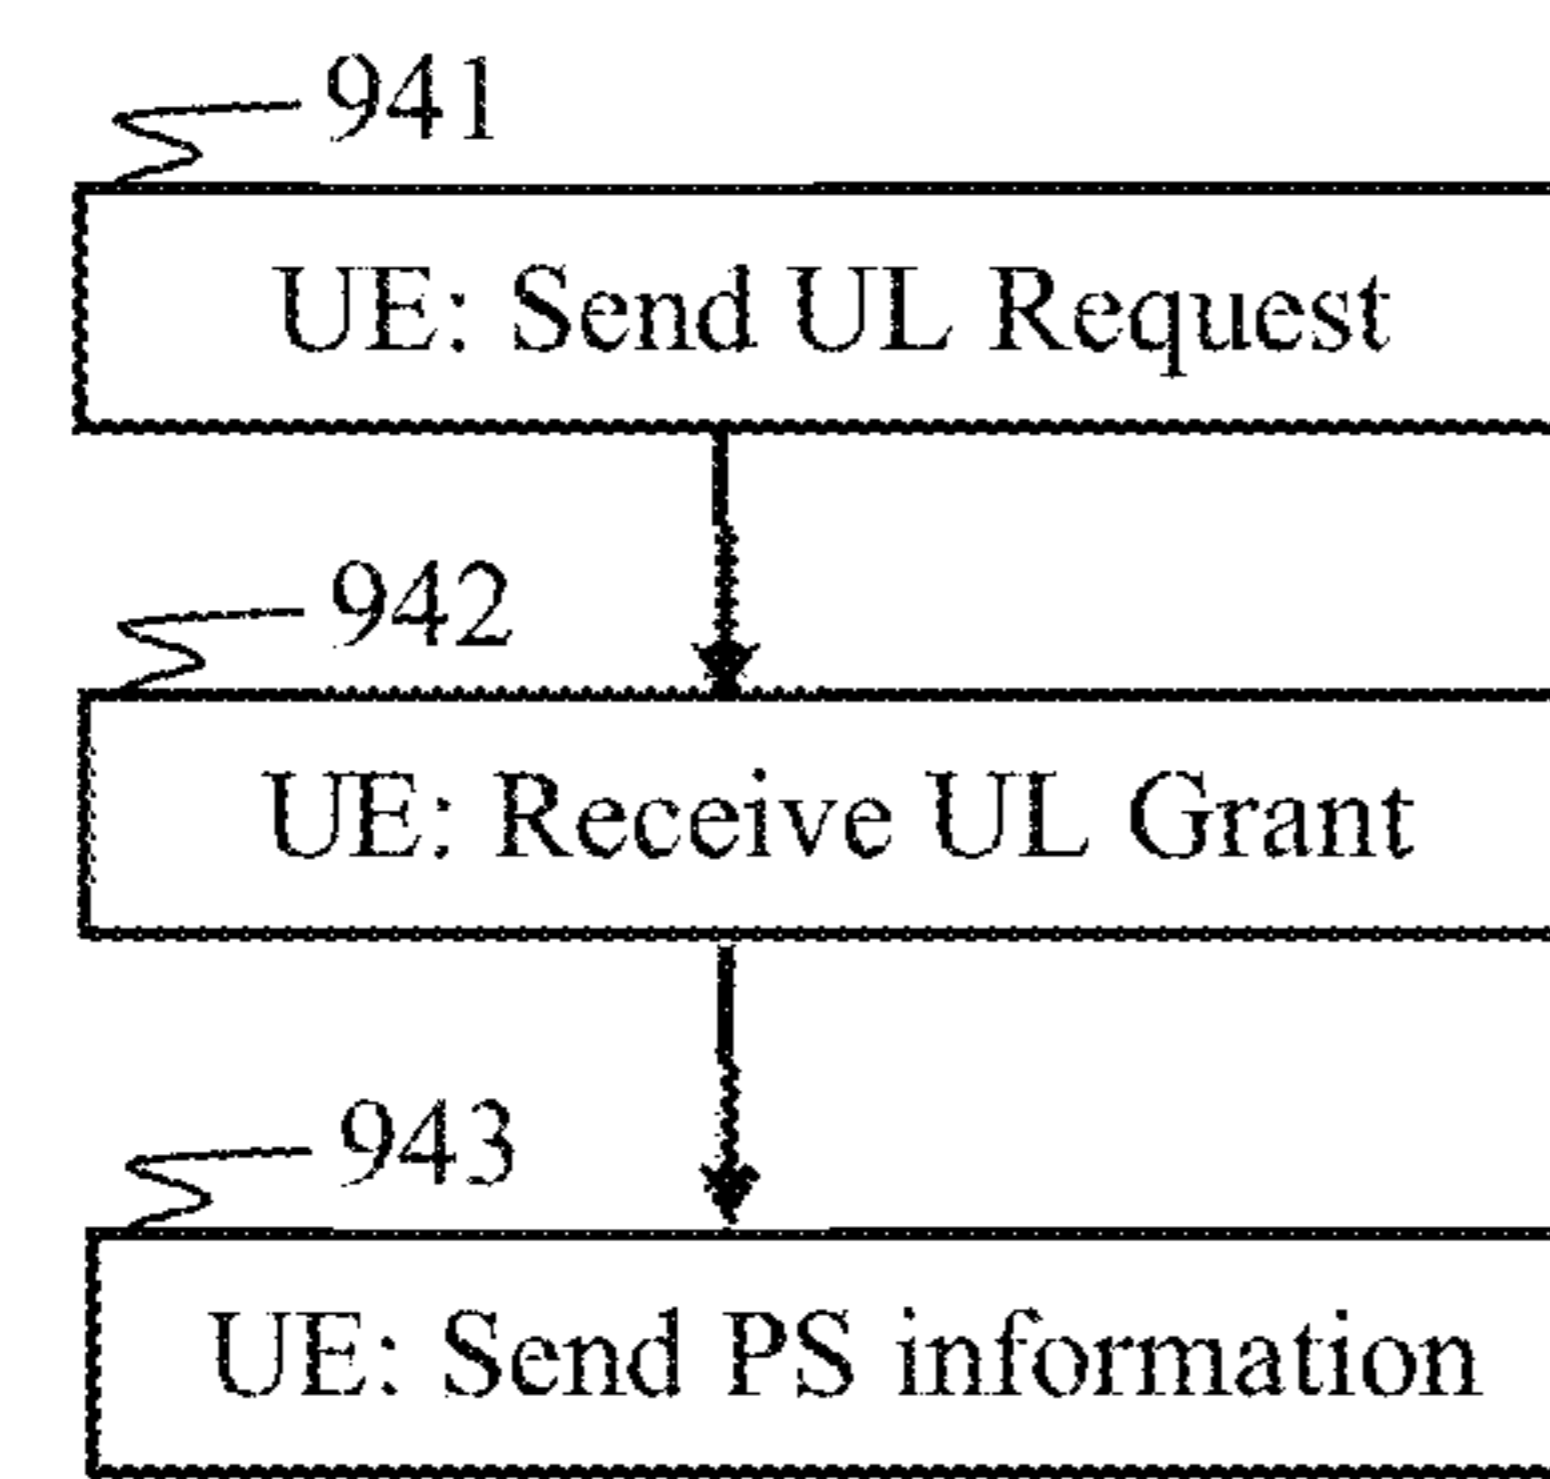 941
UE: Send UL Request
942
UE: Receive UL Grant
943
UE: Send PS information